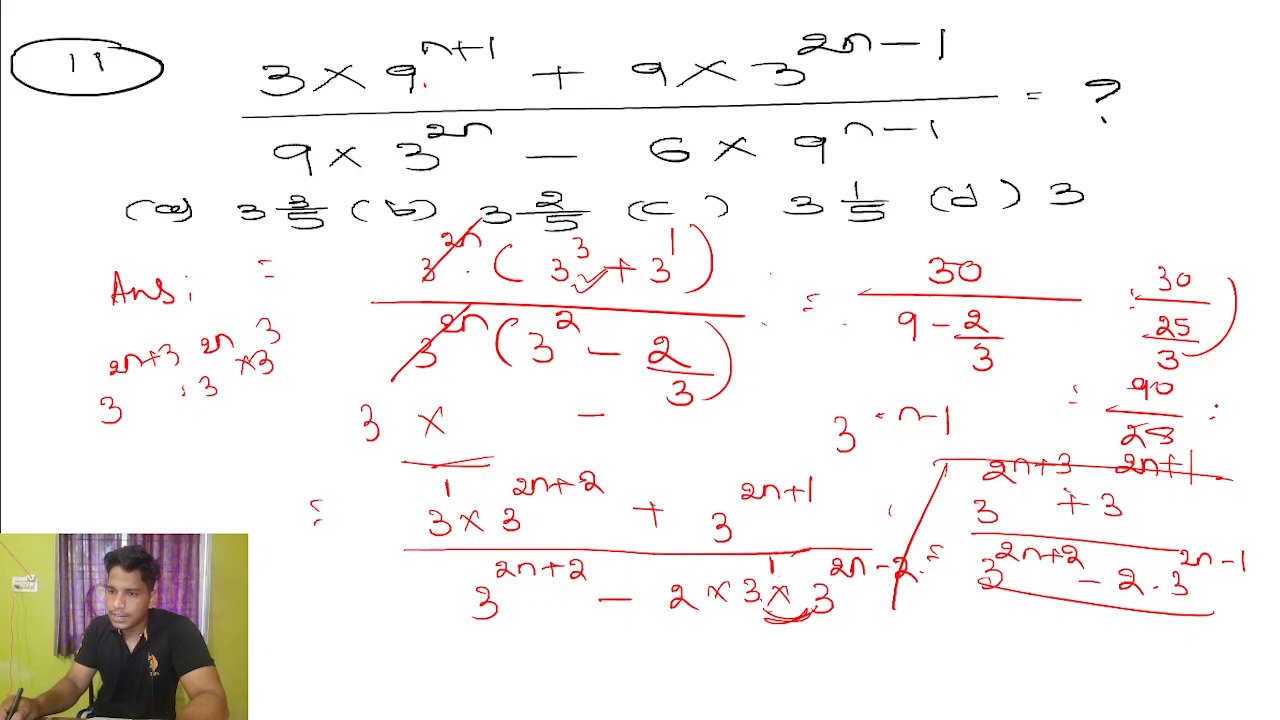 11
3 × 9^{n+1} + 9 × 3^{2n-1}
9 × 3^{2n} - 6 × 9^{n-1}
= ?
(a) 3 3/5 (b) 3 2/5 (c) 3 1/5 (d) 3
Ans: = 3^{2n} · (3^3 + 3^1) / 3^{2n} (3^2 - 2/3) = 30 / (9 - 2/3) = 30 / (25/3)
3^{2n+3} = 3^{2n} × 3^3
= 90/25 =
3 × -
3^{n-1}
= (3^1 × 3^{2n+2} + 3^{2n+1}) / (3^{2n+2} - 2 × 3^1 × 3^{2n-2}) = (3^{2n+3} + 3^{2n+1}) / (3^{2n+2} - 2 · 3^{2n-1})